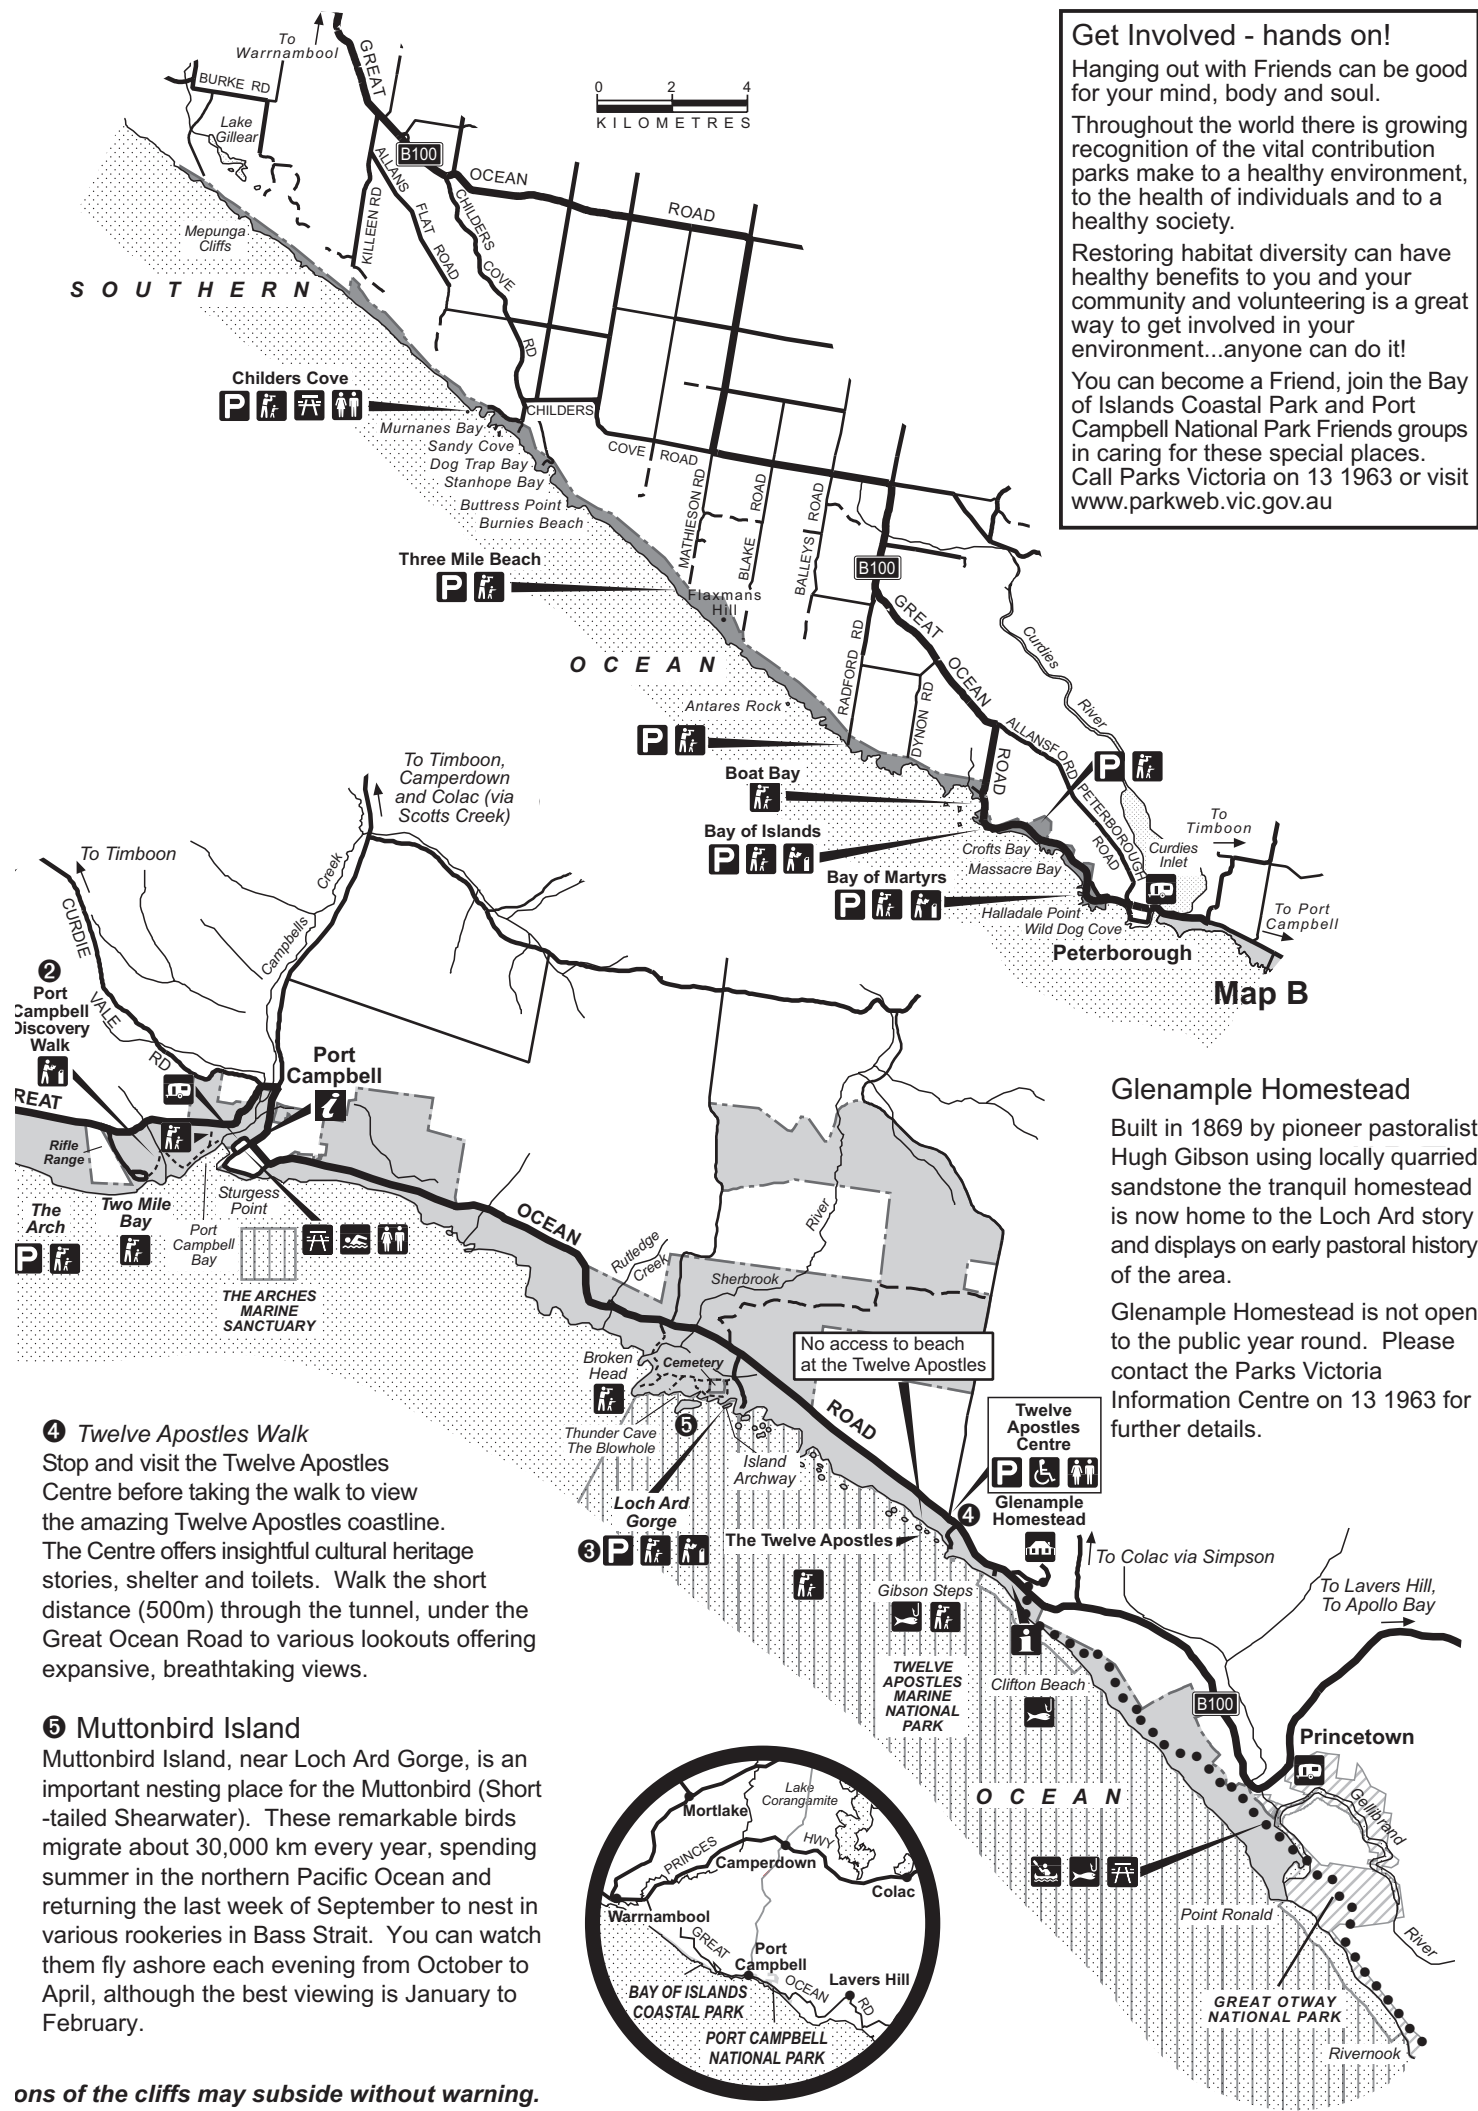 To
Warrnambool
GREAT
BURKE RD
Lake
Gillear
B100
ALLANS
FLAT
ROAD
KILLEEN RD
CHILDERS
COVE
RD
OCEAN
ROAD
0 2 4
KILOMETRES
Mepunga
Cliffs
SOUTHERN
Childers Cove
P
CHILDERS
COVE ROAD
Murnanes Bay
Sandy Cove
Dog Trap Bay
Stanhope Bay
Buttress Point
Burnies Beach
MATHIESON RD
BLAKE ROAD
BALLEYS ROAD
Three Mile Beach
P
Flaxmans
Hill
B100
GREAT
OCEAN
ROAD
RADFORD RD
DYNON RD
Curdies
River
OCEAN
Antares Rock
P
ALLANSFORD
PETERBOROUGH
ROAD
P
Boat Bay
Bay of Islands
P
Bay of Martyrs
P
Crofts Bay
Massacre Bay
Curdies
Inlet
To
Timboon
To Port
Campbell
Halladale Point
Wild Dog Cove
Peterborough
Map B
Get Involved - hands on!
Hanging out with Friends can be good
for your mind, body and soul.
Throughout the world there is growing
recognition of the vital contribution
parks make to a healthy environment,
to the health of individuals and to a
healthy society.
Restoring habitat diversity can have
healthy benefits to you and your
community and volunteering is a great
way to get involved in your
environment...anyone can do it!
You can become a Friend, join the Bay
of Islands Coastal Park and Port
Campbell National Park Friends groups
in caring for these special places.
Call Parks Victoria on 13 1963 or visit
www.parkweb.vic.gov.au
To Timboon,
Camperdown
and Colac (via
Scotts Creek)
To Timboon
CURDIE
VALE
RD
Campbells
Creek
❷
Port
Campbell
Discovery
Walk
REAT
Port
Campbell
i
Rifle
Range
The
Arch
P
Two Mile
Bay
Port
Campbell
Bay
Sturgess
Point
THE ARCHES
MARINE
SANCTUARY
OCEAN
Rutledge
Creek
Sherbrook
River
No access to beach
at the Twelve Apostles
Broken
Head
Cemetery
Thunder Cave
The Blowhole
❺
Island
Archway
ROAD
Loch Ard
Gorge
❸ P
The Twelve Apostles
Twelve
Apostles
Centre
P
❹
Glenample
Homestead
To Colac via Simpson
To Lavers Hill,
To Apollo Bay
Gibson Steps
i
TWELVE
APOSTLES
MARINE
NATIONAL
PARK
Clifton Beach
B100
Princetown
OCEAN
Gellibrand
River
Point Ronald
GREAT OTWAY
NATIONAL PARK
Rivernook
Glenample Homestead
Built in 1869 by pioneer pastoralist
Hugh Gibson using locally quarried
sandstone the tranquil homestead
is now home to the Loch Ard story
and displays on early pastoral history
of the area.
Glenample Homestead is not open
to the public year round. Please
contact the Parks Victoria
Information Centre on 13 1963 for
further details.
❹ Twelve Apostles Walk
Stop and visit the Twelve Apostles
Centre before taking the walk to view
the amazing Twelve Apostles coastline.
The Centre offers insightful cultural heritage
stories, shelter and toilets. Walk the short
distance (500m) through the tunnel, under the
Great Ocean Road to various lookouts offering
expansive, breathtaking views.
❺ Muttonbird Island
Muttonbird Island, near Loch Ard Gorge, is an
important nesting place for the Muttonbird (Short
-tailed Shearwater). These remarkable birds
migrate about 30,000 km every year, spending
summer in the northern Pacific Ocean and
returning the last week of September to nest in
various rookeries in Bass Strait. You can watch
them fly ashore each evening from October to
April, although the best viewing is January to
February.
Mortlake
Lake
Corangamite
PRINCES
HWY
Camperdown
Colac
Warrnambool
GREAT
Port
Campbell
OCEAN
RD
Lavers Hill
BAY OF ISLANDS
COASTAL PARK
PORT CAMPBELL
NATIONAL PARK
ons of the cliffs may subside without warning.